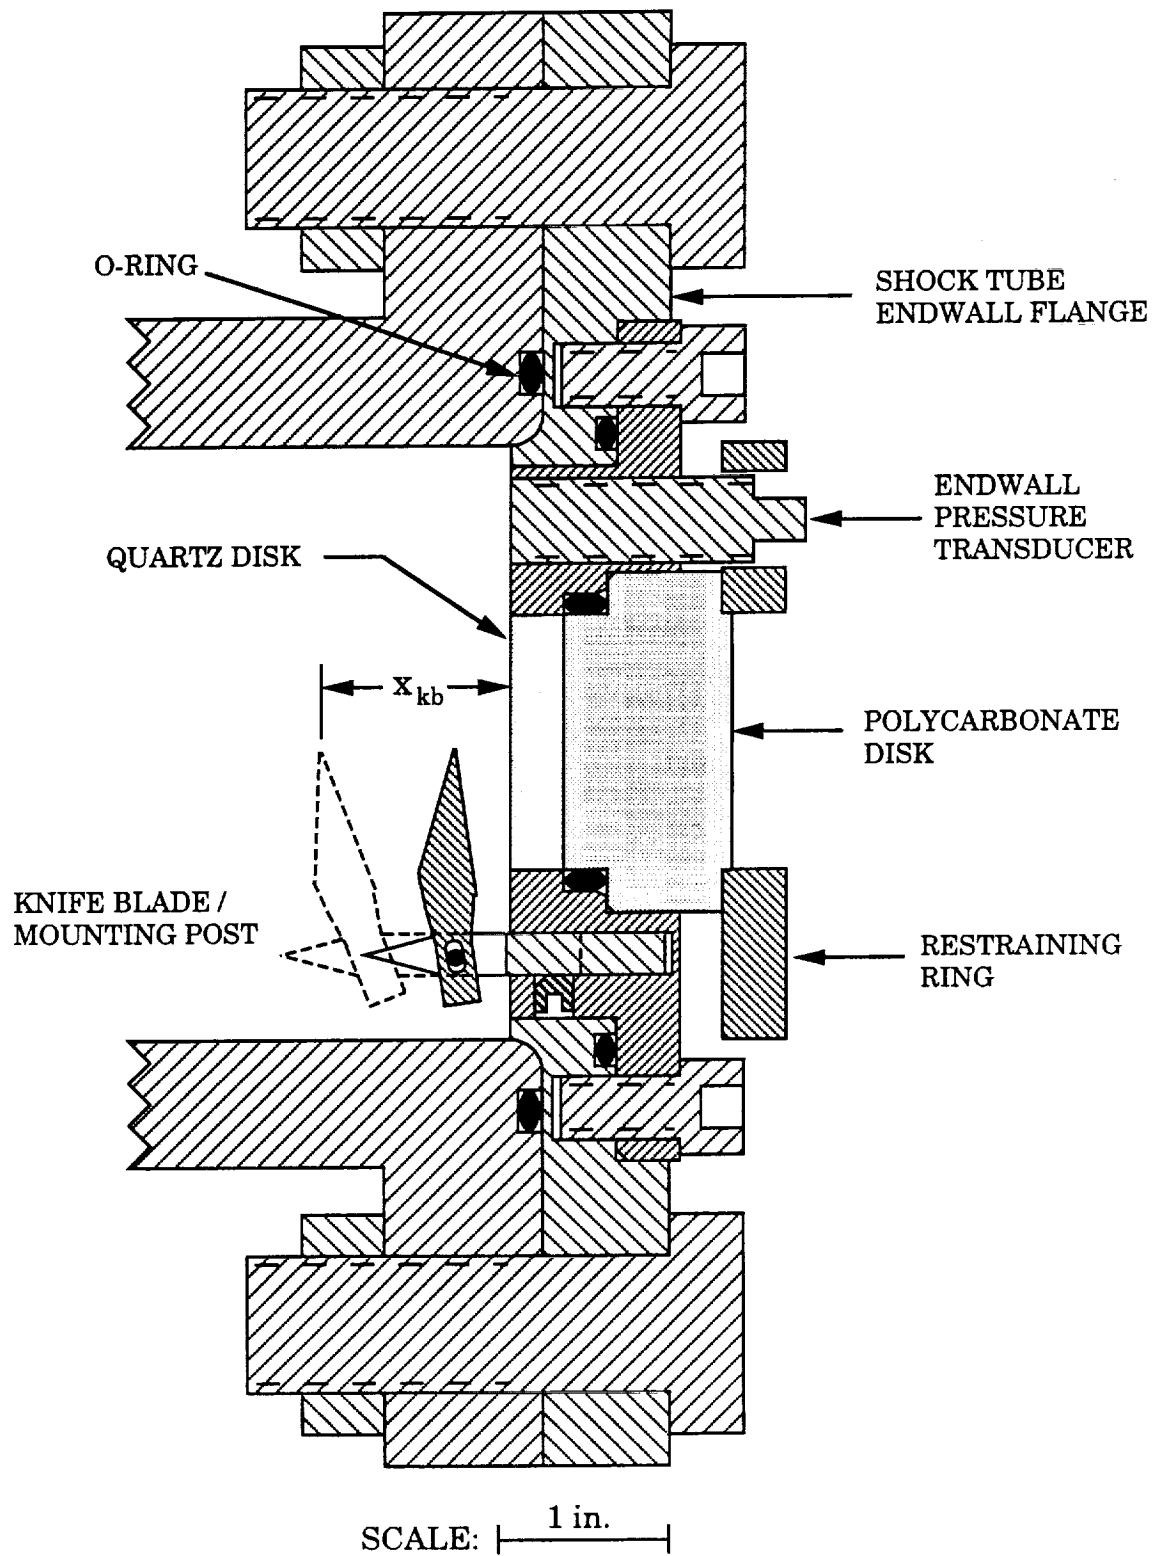 O-RING
SHOCK TUBE
ENDWALL FLANGE
ENDWALL
PRESSURE
TRANSDUCER
QUARTZ DISK
xkb
POLYCARBONATE
DISK
KNIFE BLADE /
MOUNTING POST
RESTRAINING
RING
1 in.
SCALE: